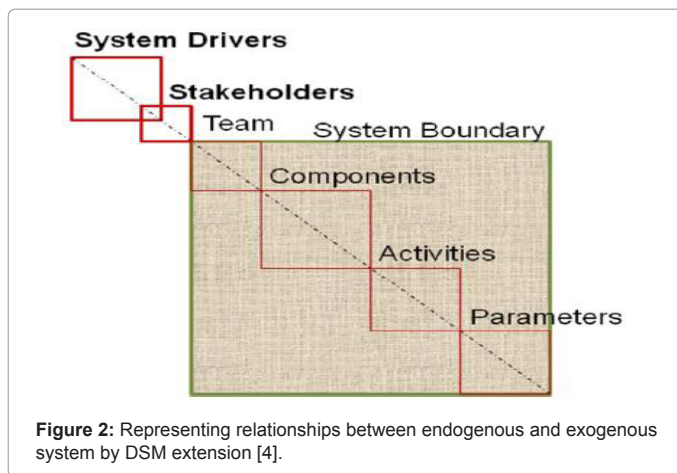 System Drivers
Stakeholders
Team
System Boundary
Components
Activities
Parameters
Figure 2: Representing relationships between endogenous and exogenous
system by DSM extension [4].